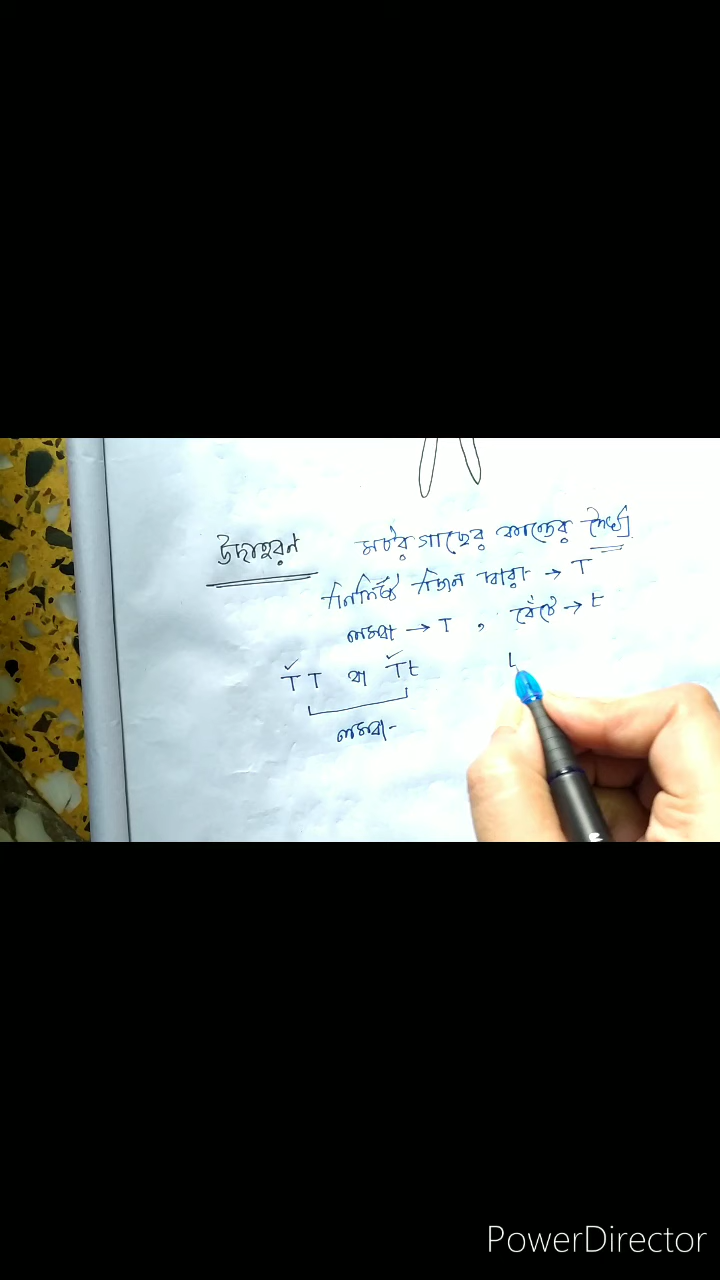 উদাহরণ মটর গাছের কান্ডের দৈর্ঘ্য
নির্দিষ্ট জিন দ্বারা → T
লম্বা → T , বেঁটে → t
TT বা Tt
লম্বা-
PowerDirector